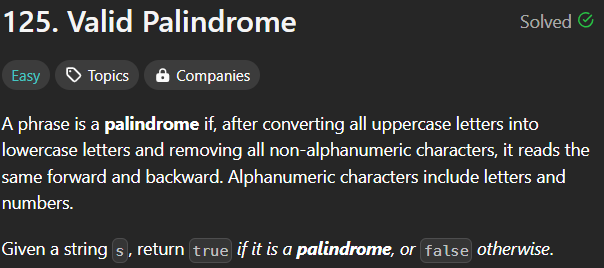 125. Valid Palindrome
Solved
Easy
Topics
Companies
A phrase is a palindrome if, after converting all uppercase letters into
lowercase letters and removing all non-alphanumeric characters, it reads the
same forward and backward. Alphanumeric characters include letters and
numbers.
Given a string s, return true if it is a palindrome, or false otherwise.